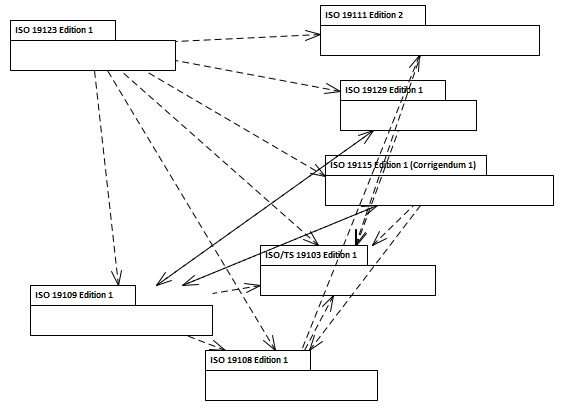 ISO 19123 Edition 1
ISO 19111 Edition 2
ISO 19129 Edition 1
ISO 19115 Edition 1 (Corrigendum 1)
ISO/TS 19103 Edition 1
ISO 19109 Edition 1
ISO 19108 Edition 1